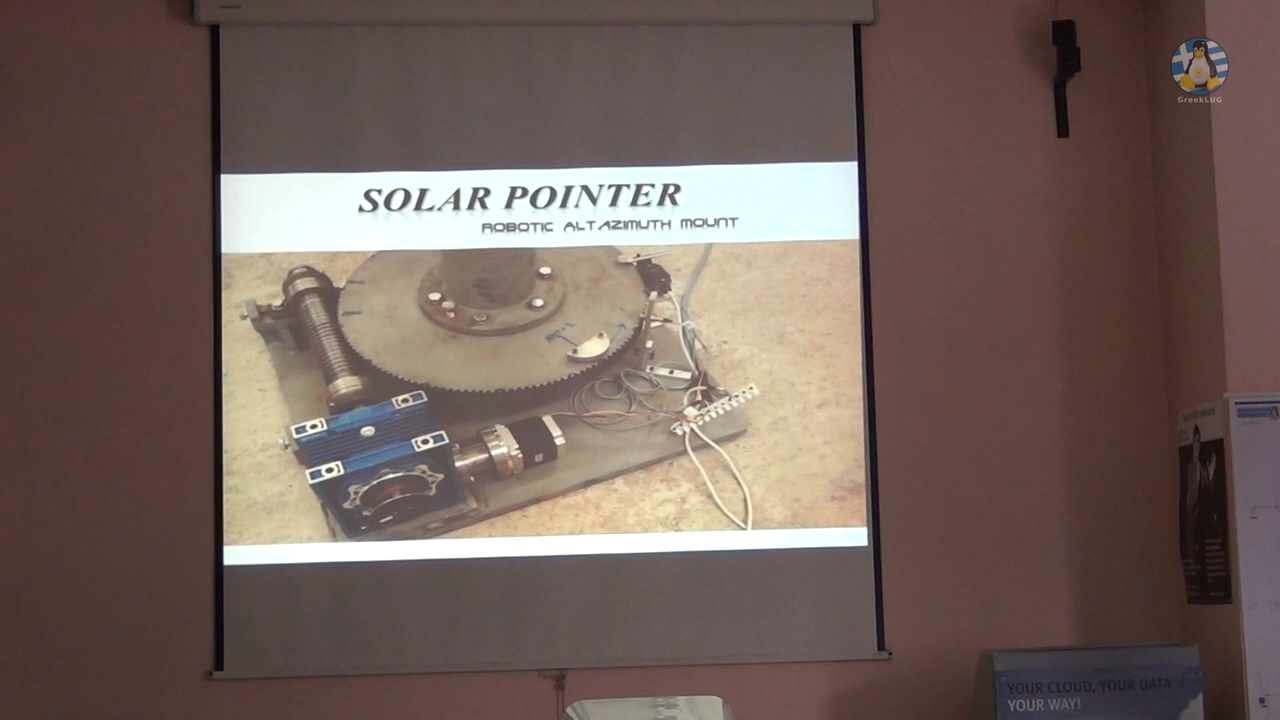 GreekLUG
SOLAR POINTER
ROBOTIC ALTAZIMUTH MOUNT
YOUR CLOUD, YOUR DATA
YOUR WAY!